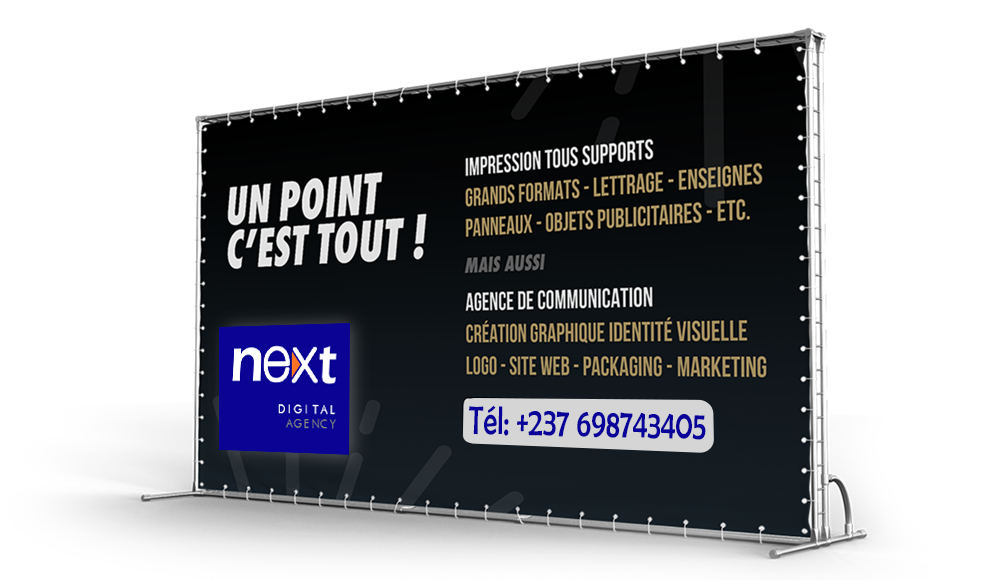 UN POINT
C'EST TOUT !
next
DIGITAL
AGENCY
IMPRESSION TOUS SUPPORTS
GRANDS FORMATS - LETTRAGE - ENSEIGNES
PANNEAUX - OBJETS PUBLICITAIRES - ETC.
MAIS AUSSI
AGENCE DE COMMUNICATION
CRÉATION GRAPHIQUE IDENTITÉ VISUELLE
LOGO - SITE WEB - PACKAGING - MARKETING
Tél: +237 698743405